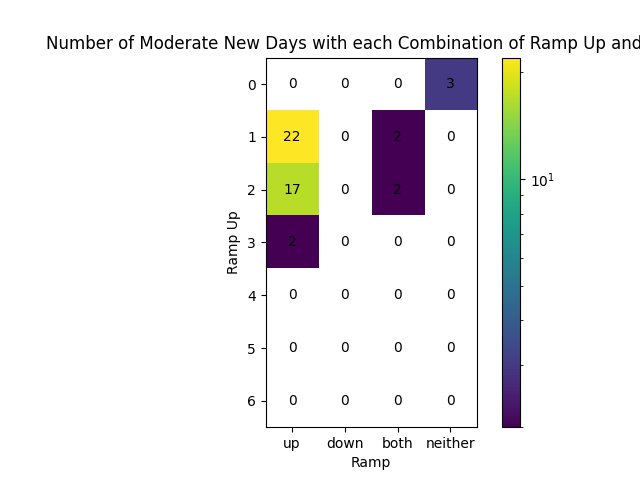 Number of Moderate New Days with each Combination of Ramp Up and
0 0 0 0 3
1 22 0 2 0
2 17 0 2 0
3 2 0 0 0
4 0 0 0 0
5 0 0 0 0
6 0 0 0 0
Ramp Up
up down both neither
Ramp
10¹